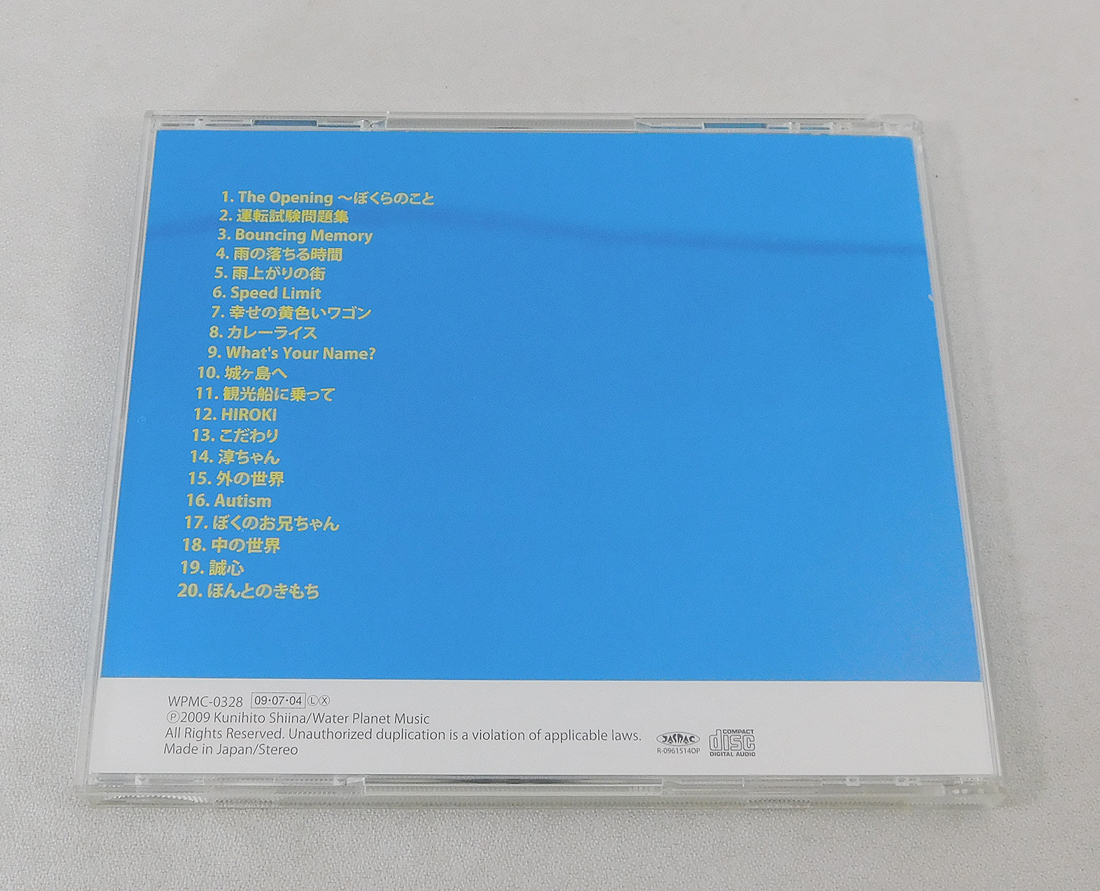 1. The Opening ～ぼくらのこと
2. 運転試験問題集
3. Bouncing Memory
4. 雨の落ちる時間
5. 雨上がりの街
6. Speed Limit
7. 幸せの黄色いワゴン
8. カレーライス
9. What's Your Name?
10. 城ヶ島へ
11. 観光船に乗って
12. HIROKI
13. こだわり
14. 淳ちゃん
15. 外の世界
16. Autism
17. ぼくのお兄ちゃん
18. 中の世界
19. 誠心
20. ほんとのきもち
WPMC-0328 09・07・04 ⓁⓍ
Ⓟ2009 Kunihito Shiina/Water Planet Music
All Rights Reserved. Unauthorized duplication is a violation of applicable laws.
Made in Japan/Stereo
JASRAC
R-0961514OP
COMPACT
disc
DIGITAL AUDIO